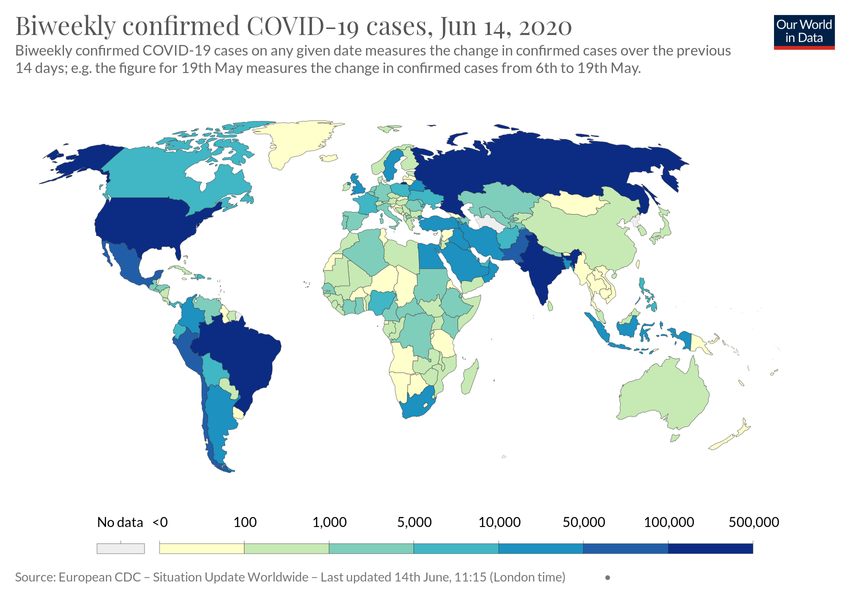 Biweekly confirmed COVID-19 cases, Jun 14, 2020
Our World
in Data
Biweekly confirmed COVID-19 cases on any given date measures the change in confirmed cases over the previous
14 days; e.g. the figure for 19th May measures the change in confirmed cases from 6th to 19th May.
No data <0 100 1,000 5,000 10,000 50,000 100,000 500,000
Source: European CDC – Situation Update Worldwide – Last updated 14th June, 11:15 (London time) •